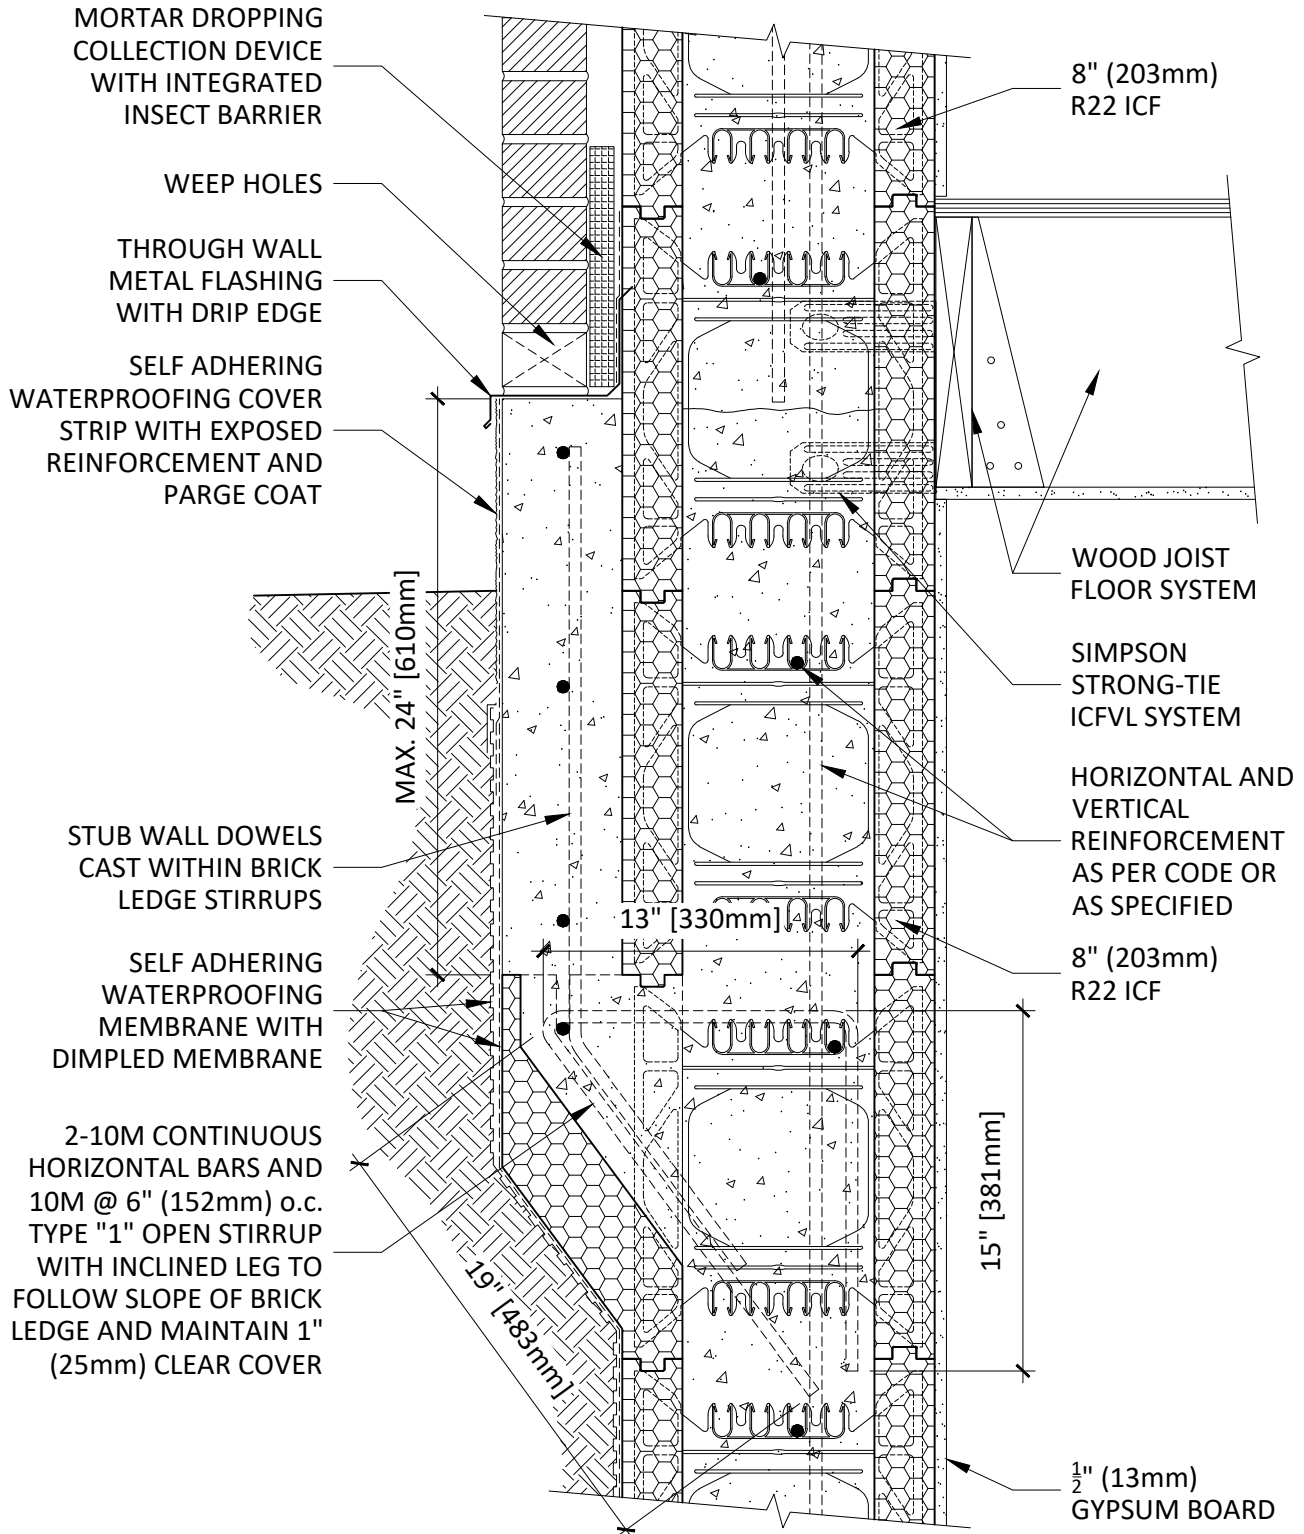 MORTAR DROPPING
COLLECTION DEVICE
WITH INTEGRATED
INSECT BARRIER
WEEP HOLES
THROUGH WALL
METAL FLASHING
WITH DRIP EDGE
SELF ADHERING
WATERPROOFING COVER
STRIP WITH EXPOSED
REINFORCEMENT AND
PARGE COAT
MAX. 24" [610mm]
STUB WALL DOWELS
CAST WITHIN BRICK
LEDGE STIRRUPS
SELF ADHERING
WATERPROOFING
MEMBRANE WITH
DIMPLED MEMBRANE
2-10M CONTINUOUS
HORIZONTAL BARS AND
10M @ 6" (152mm) o.c.
TYPE "1" OPEN STIRRUP
WITH INCLINED LEG TO
FOLLOW SLOPE OF BRICK
LEDGE AND MAINTAIN 1"
(25mm) CLEAR COVER
19" [483mm]
13" [330mm]
15" [381mm]
8" (203mm)
R22 ICF
WOOD JOIST
FLOOR SYSTEM
SIMPSON
STRONG-TIE
ICFVL SYSTEM
HORIZONTAL AND
VERTICAL
REINFORCEMENT
AS PER CODE OR
AS SPECIFIED
8" (203mm)
R22 ICF
½" (13mm)
GYPSUM BOARD